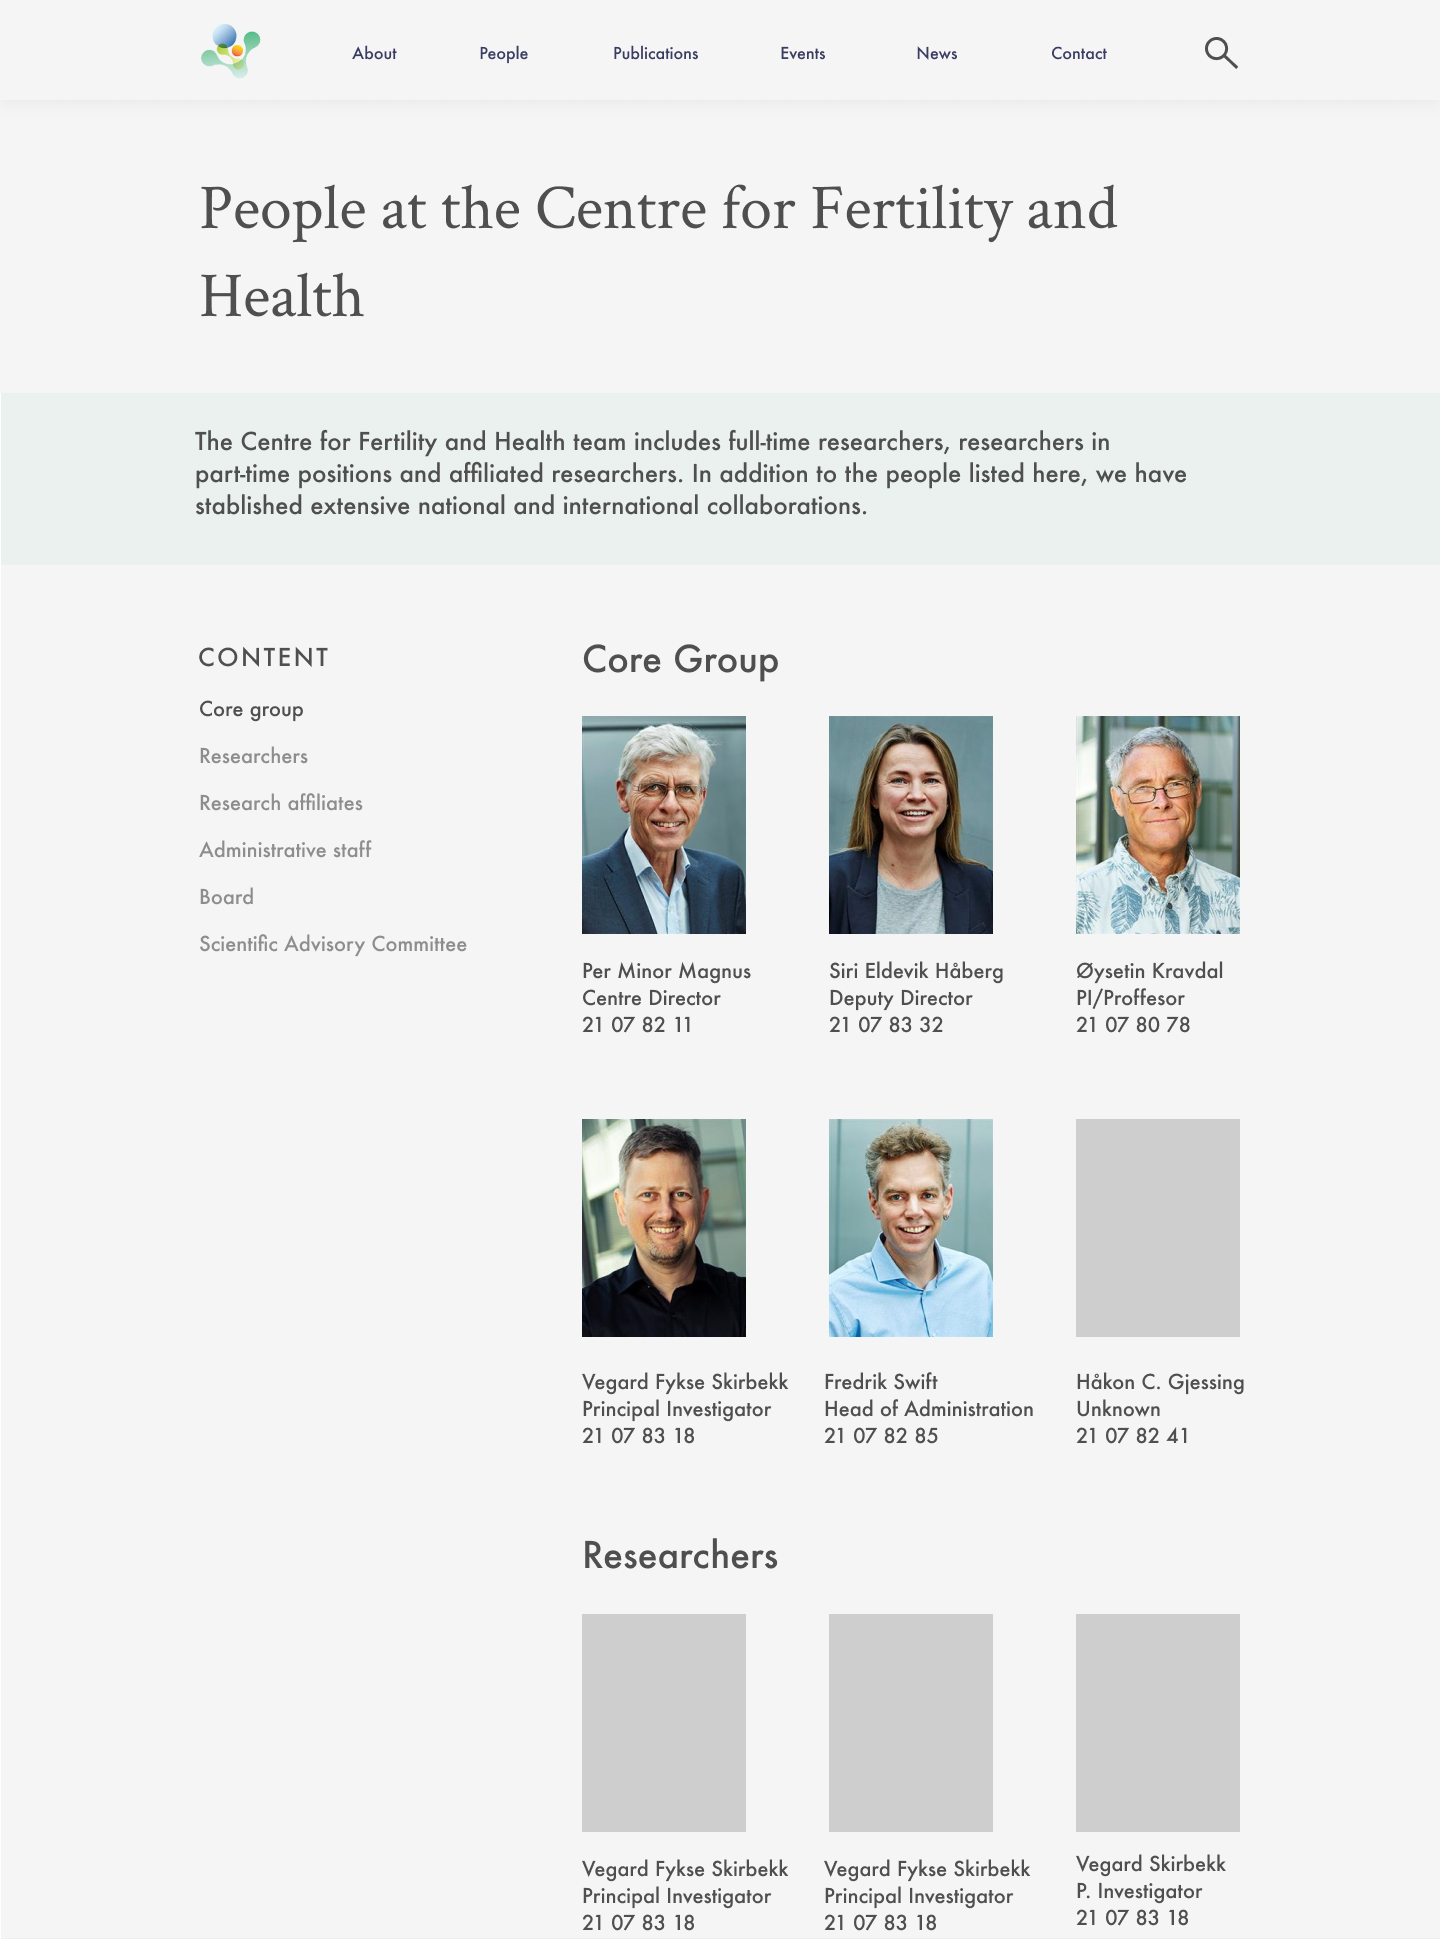 About
People
Publications
Events
News
Contact
People at the Centre for Fertility and
Health
The Centre for Fertility and Health team includes full-time researchers, researchers in
part-time positions and affiliated researchers. In addition to the people listed here, we have
stablished extensive national and international collaborations.
CONTENT
Core group
Researchers
Research affiliates
Administrative staff
Board
Scientific Advisory Committee
Core Group
Per Minor Magnus
Centre Director
21 07 82 11
Siri Eldevik Håberg
Deputy Director
21 07 83 32
Øysetin Kravdal
PI/Proffesor
21 07 80 78
Vegard Fykse Skirbekk
Principal Investigator
21 07 83 18
Fredrik Swift
Head of Administration
21 07 82 85
Håkon C. Gjessing
Unknown
21 07 82 41
Researchers
Vegard Fykse Skirbekk
Principal Investigator
21 07 83 18
Vegard Fykse Skirbekk
Principal Investigator
21 07 83 18
Vegard Skirbekk
P. Investigator
21 07 83 18